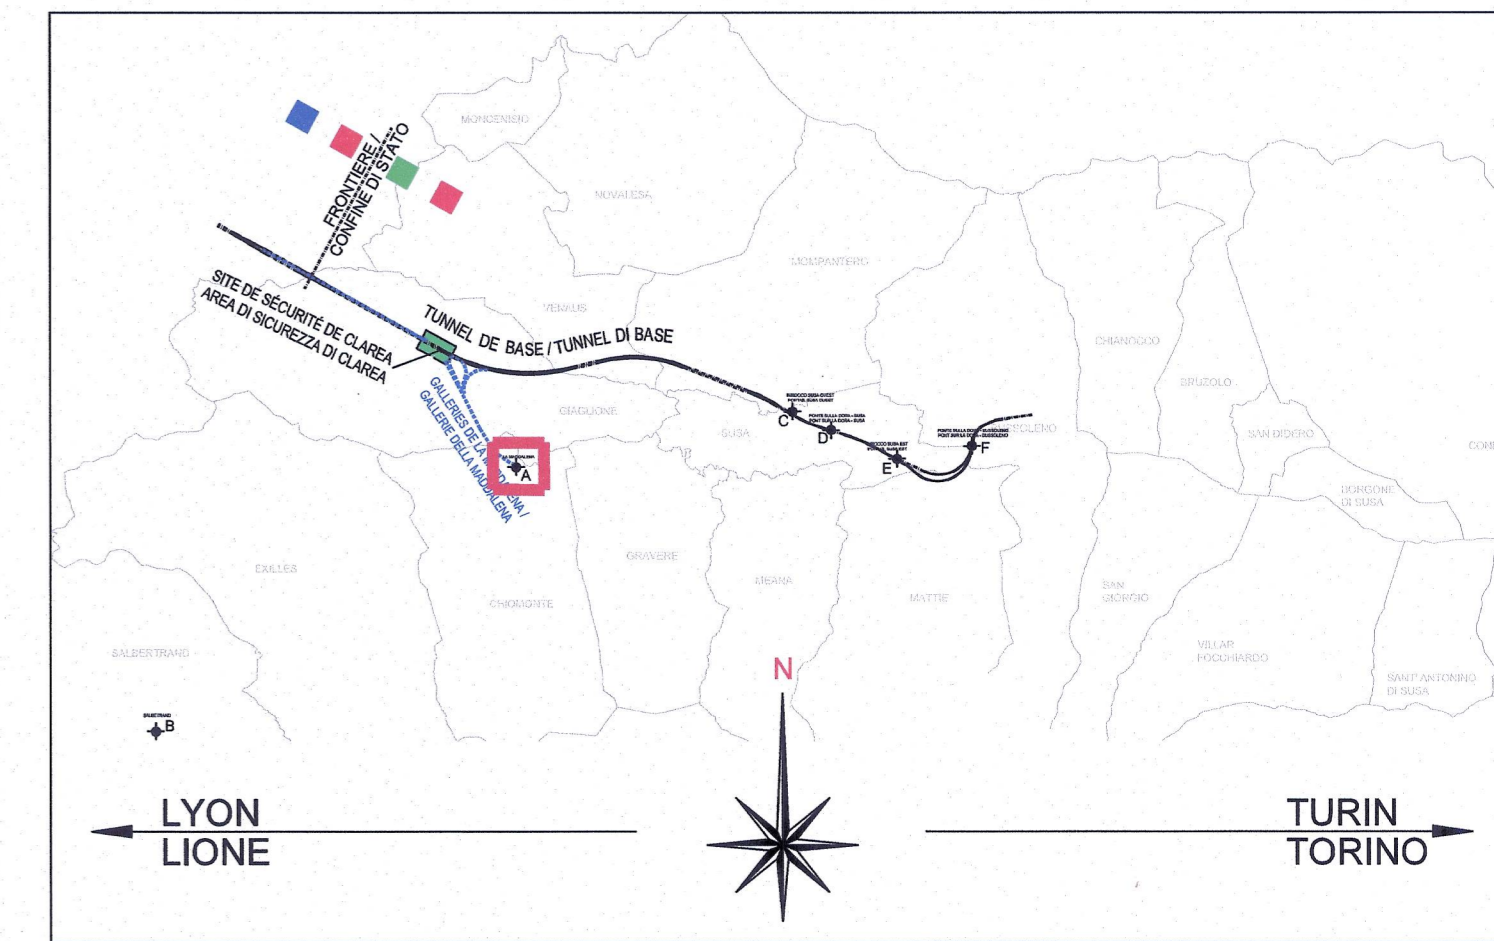 MONCENISIO
FRONTIERE /
CONFINE DI STATO
NOVALESA
MOMPANTERO
SITE DE SÉCURITÉ DE CLAREA
AREA DI SICUREZZA DI CLAREA
VENAUS
TUNNEL DE BASE / TUNNEL DI BASE
CHIANOCCO
BRUZOLO
GALLERIES DE LA
GALLERIE DELLA MADDALENA
GIAGLIONE
SUSA
C
D
E
F
SAN DIDERO
A
BORGONE
DI SUSA
EXILLES
GRAVERE
MEANA
CHIOMONTE
MATTIE
SAN
GIORGIO
SALBERTRAND
VILLAR
FOCCHIARDO
N
SANT' ANTONINO
DI SUSA
SALBERTRAND
B
LYON
LIONE
TURIN
TORINO